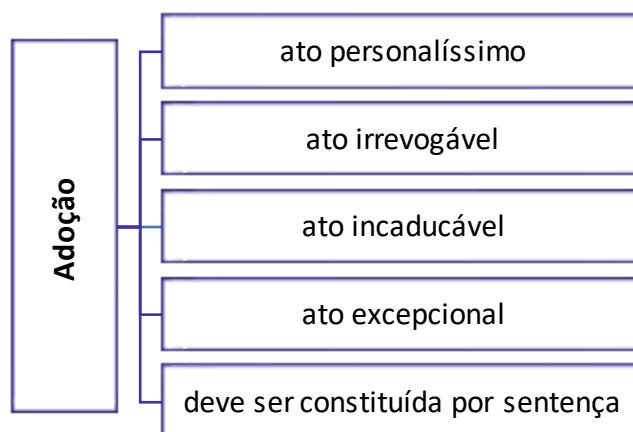 Adoção
ato personalíssimo
ato irrevogável
ato incaducável
ato excepcional
deve ser constituída por sentença